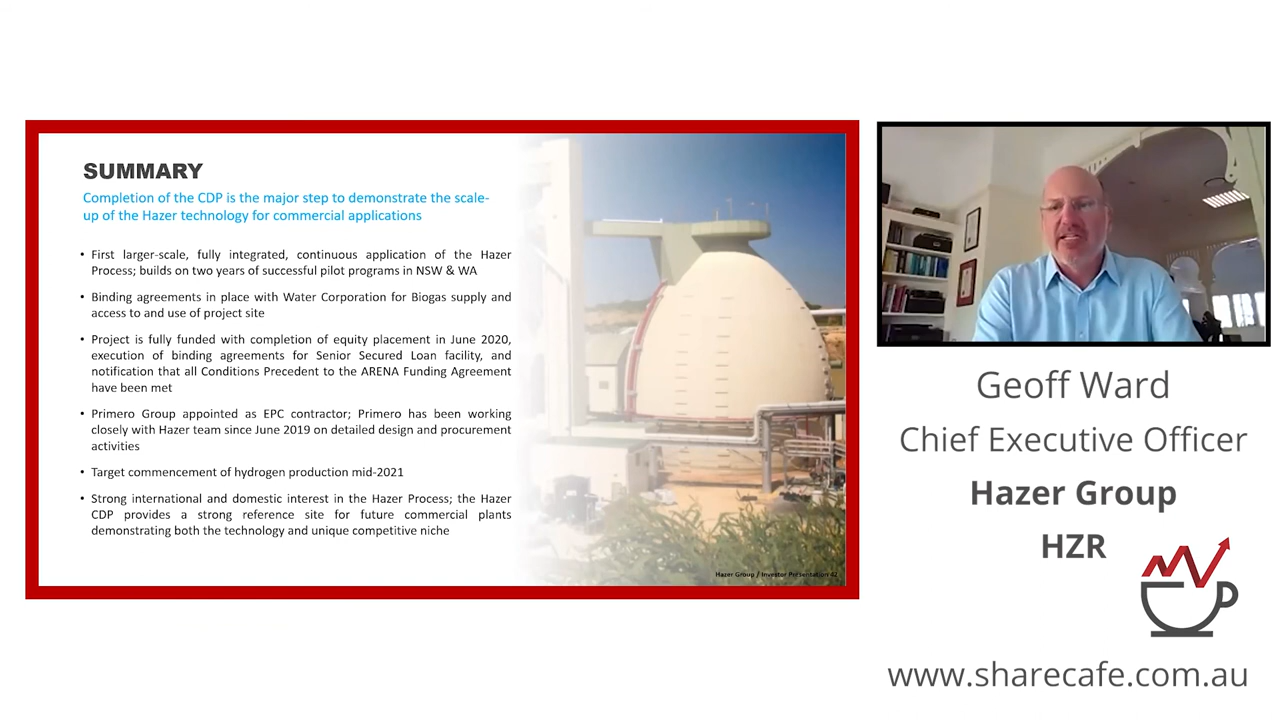 SUMMARY
Completion of the CDP is the major step to demonstrate the scale-
up of the Hazer technology for commercial applications
• First larger-scale, fully integrated, continuous application of the Hazer
Process; builds on two years of successful pilot programs in NSW & WA
• Binding agreements in place with Water Corporation for Biogas supply and
access to and use of project site
• Project is fully funded with completion of equity placement in June 2020,
execution of binding agreements for Senior Secured Loan facility, and
notification that all Conditions Precedent to the ARENA Funding Agreement
have been met
• Primero Group appointed as EPC contractor; Primero has been working
closely with Hazer team since June 2019 on detailed design and procurement
activities
• Target commencement of hydrogen production mid-2021
• Strong international and domestic interest in the Hazer Process; the Hazer
CDP provides a strong reference site for future commercial plants
demonstrating both the technology and unique competitive niche
Hazer Group / Investor Presentation 42
Geoff Ward
Chief Executive Officer
Hazer Group
HZR
www.sharecafe.com.au